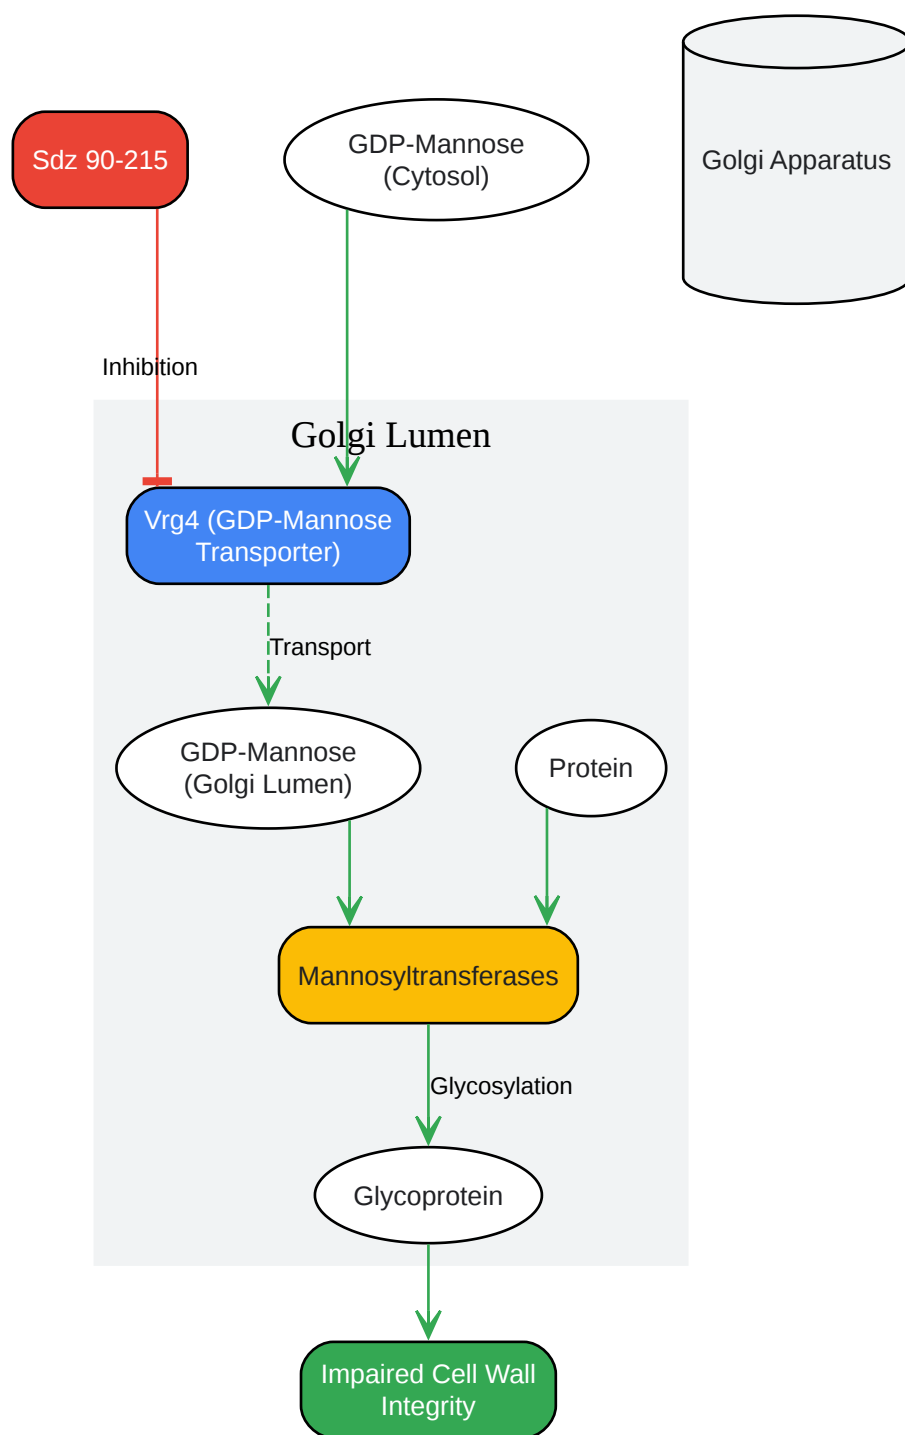 Sdz 90-215
GDP-Mannose
(Cytosol)
Golgi Apparatus
Inhibition
Golgi Lumen
Vrg4 (GDP-Mannose
Transporter)
Transport
GDP-Mannose
(Golgi Lumen)
Protein
Mannosyltransferases
Glycosylation
Glycoprotein
Impaired Cell Wall
Integrity